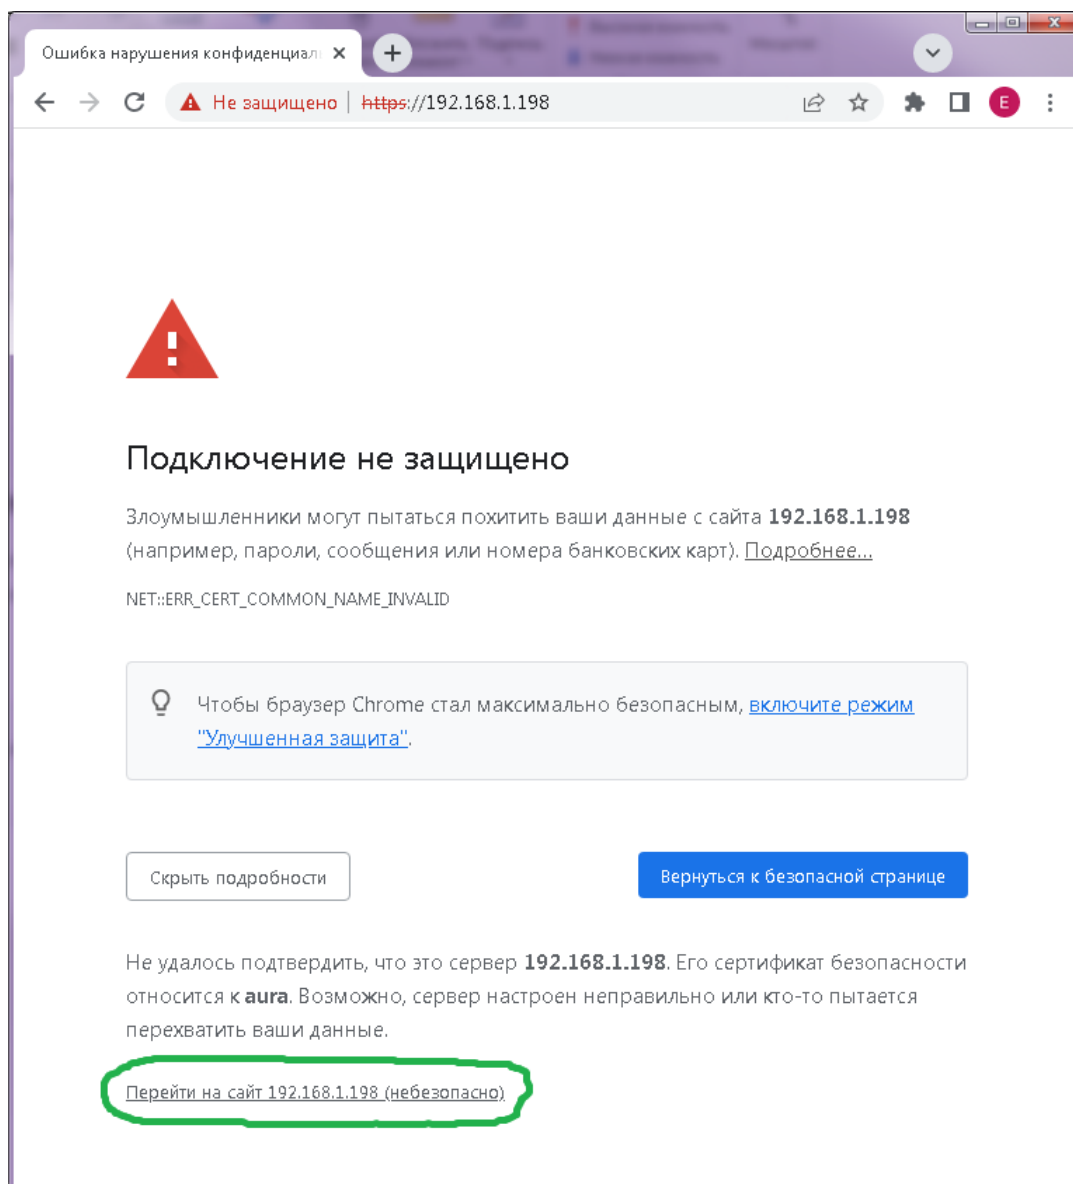 Ошибка нарушения конфиденциал
Не защищено
https://192.168.1.198
E
Подключение не защищено
Злоумышленники могут пытаться похитить ваши данные с сайта 192.168.1.198
(например, пароли, сообщения или номера банковских карт). Подробнее...
NET::ERR_CERT_COMMON_NAME_INVALID
Чтобы браузер Chrome стал максимально безопасным, включите режим
"Улучшенная защита".
Скрыть подробности
Вернуться к безопасной странице
Не удалось подтвердить, что это сервер 192.168.1.198. Его сертификат безопасности
относится к aura. Возможно, сервер настроен неправильно или кто-то пытается
перехватить ваши данные.
Перейти на сайт 192.168.1.198 (небезопасно)